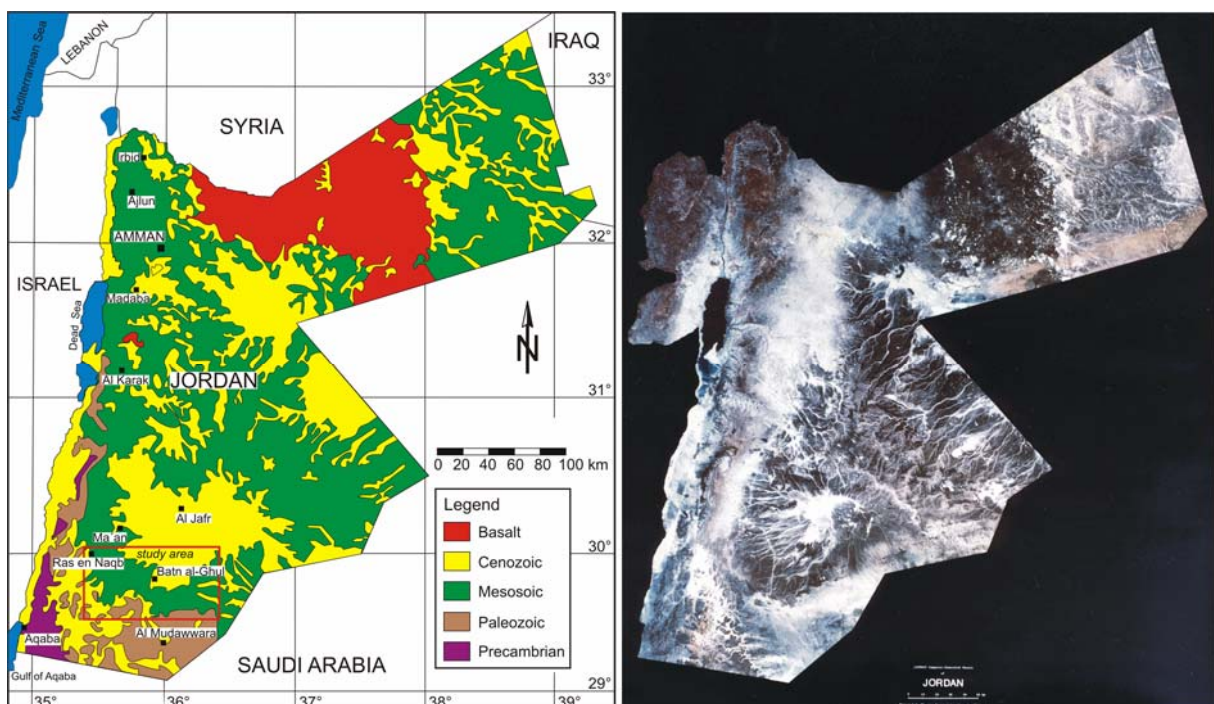 Mediterranean Sea
LEBANON
IRAQ
33°
SYRIA
Irbid
Ajlun
AMMAN
32°
ISRAEL
Madaba
Dead Sea
N
Al Karak
JORDAN
31°
0 20 40 60 80 100 km
Legend
Basalt
Cenozoic
Mesosoic
Paleozoic
Precambrian
Al Jafr
Ma'an
study area
30°
Ras en Naqb
Batn al-Ghul
Aqaba
Al Mudawwara
SAUDI ARABIA
Gulf of Aqaba
29°
35°
36°
37°
38°
39°
JORDAN